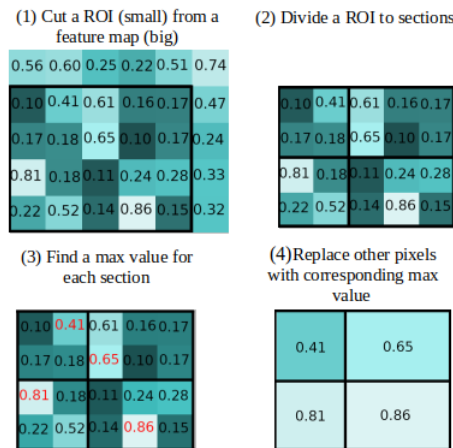 (1) Cut a ROI (small) from a
feature map (big)
0.56 0.60 0.25 0.22 0.51 0.74
0.10 0.41 0.61 0.16 0.17 0.47
0.17 0.18 0.65 0.10 0.17 0.24
0.81 0.18 0.11 0.24 0.28 0.33
0.22 0.52 0.14 0.86 0.15 0.32
(2) Divide a ROI to sections
0.10 0.41 0.61 0.16 0.17
0.17 0.18 0.65 0.10 0.17
0.81 0.18 0.11 0.24 0.28
0.22 0.52 0.14 0.86 0.15
(3) Find a max value for
each section
0.10 0.41 0.61 0.16 0.17
0.17 0.18 0.65 0.10 0.17
0.81 0.18 0.11 0.24 0.28
0.22 0.52 0.14 0.86 0.15
(4)Replace other pixels
with corresponding max
value
0.41 0.65
0.81 0.86